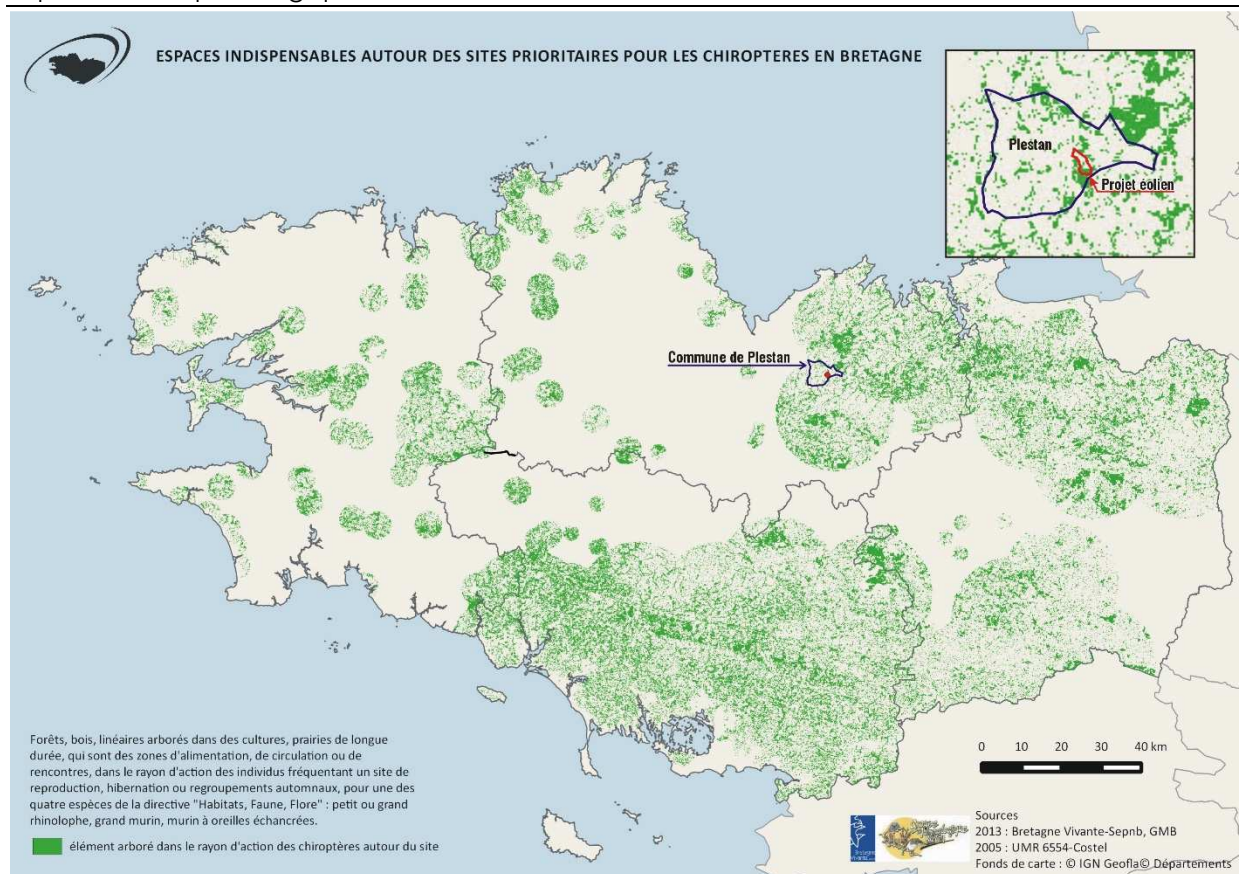 ESPACES INDISPENSABLES AUTOUR DES SITES PRIORITAIRES POUR LES CHIROPTERES EN BRETAGNE
Plestan
Projet éolien
Commune de Plestan
Forêts, bois, linéaires arborés dans des cultures, prairies de longue
durée, qui sont des zones d'alimentation, de circulation ou de
rencontres, dans le rayon d'action des individus fréquentant un site de
reproduction, hibernation ou regroupements automnaux, pour une des
quatre espèces de la directive "Habitats, Faune, Flore" : petit ou grand
rhinolophe, grand murin, murin à oreilles échancrées.
élément arboré dans le rayon d'action des chiroptères autour du site
0 10 20 30 40 km
Bretagne
Vivante
Sources
2013 : Bretagne Vivante-Sepnb, GMB
2005 : UMR 6554-Costel
Fonds de carte : © IGN Geofla© Départements